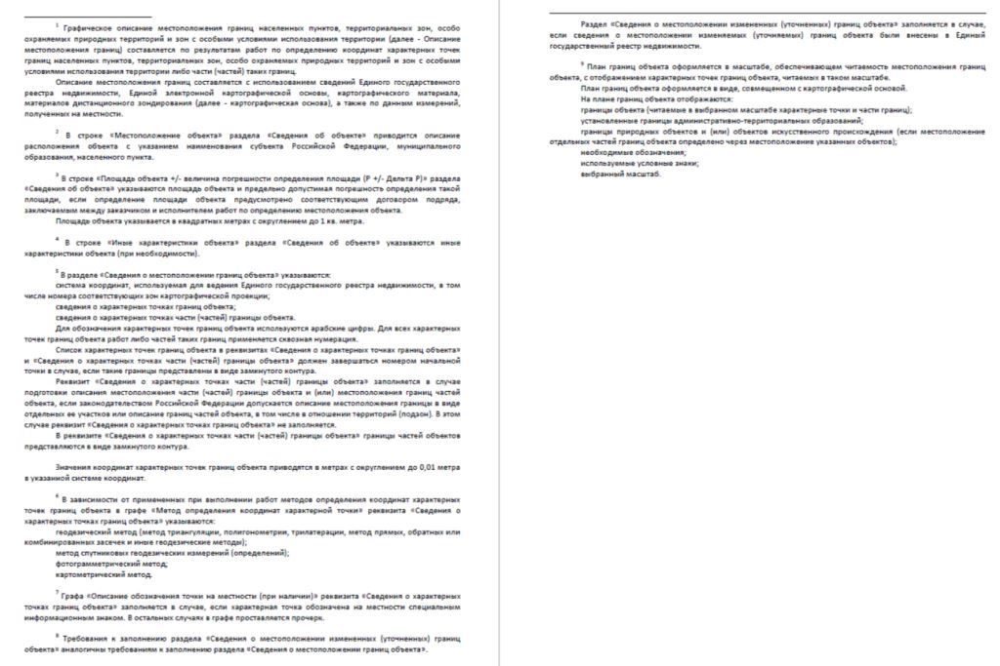 1 Графическое описание местоположения границ населенных пунктов, территориальных зон, особо
охраняемых природных территорий и зон с особыми условиями использования территории (далее - Описание
местоположения границ) составляется по результатам работ по определению координат характерных точек
границ населенных пунктов, территориальных зон, особо охраняемых природных территорий и зон с особыми
условиями использования территории либо части (частей) таких границ.
Описание местоположения границ составляется с использованием сведений Единого государственного
реестра недвижимости, Единой электронной картографической основы, картографического материала,
материалов дистанционного зондирования (далее - картографическая основа), а также по данным измерений,
полученных на местности.
2 В строке «Местоположение объекта» раздела «Сведения об объекте» приводится описание
расположения объекта с указанием наименования субъекта Российской Федерации, муниципального
образования, населенного пункта.
3 В строке «Площадь объекта +/- величина погрешности определения площади (P +/- Дельта P)» раздела
«Сведения об объекте» указываются площадь объекта и предельно допустимая погрешность определения такой
площади, если определение площади объекта предусмотрено соответствующим договором подряда,
заключаемым между заказчиком и исполнителем работ по определению местоположения объекта.
Площадь объекта указывается в квадратных метрах с округлением до 1 кв. метра.
4 В строке «Иные характеристики объекта» раздела «Сведения об объекте» указываются иные
характеристики объекта (при необходимости).
5 В разделе «Сведения о местоположении границ объекта» указываются:
система координат, используемая для ведения Единого государственного реестра недвижимости, в том
числе номера соответствующих зон картографической проекции;
сведения о характерных точках границ объекта;
сведения о характерных точках части (частей) границы объекта.
Для обозначения характерных точек границ объекта используются арабские цифры. Для всех характерных
точек границ объекта работ либо частей таких границ применяется сквозная нумерация.
Список характерных точек границ объекта в реквизитах «Сведения о характерных точках границ объекта»
и «Сведения о характерных точках части (частей) границы объекта» должен завершаться номером начальной
точки в случае, если такие границы представлены в виде замкнутого контура.
Реквизит «Сведения о характерных точках части (частей) границы объекта» заполняется в случае
подготовки описания местоположения части (частей) границы объекта и (или) местоположения границ частей
объекта, если законодательством Российской Федерации допускается описание местоположения границы в виде
отдельных ее участков или описание границ частей объекта, в том числе в отношении территорий (подзон). В этом
случае реквизит «Сведения о характерных точках границ объекта» не заполняется.
В реквизите «Сведения о характерных точках части (частей) границы объекта» границы частей объектов
представляются в виде замкнутого контура.
Значения координат характерных точек границ объекта приводятся в метрах с округлением до 0,01 метра
в указанной системе координат.
6 В зависимости от примененных при выполнении работ методов определения координат характерных
точек границ объекта в графе «Метод определения координат характерной точки» реквизита «Сведения о
характерных точках границ объекта» указываются:
геодезический метод (метод триангуляции, полигонометрии, трилатерации, метод прямых, обратных или
комбинированных засечек и иные геодезические методы);
метод спутниковых геодезических измерений (определений);
фотограмметрический метод;
картометрический метод.
7 Графа «Описание обозначения точки на местности (при наличии)» реквизита «Сведения о характерных
точках границ объекта» заполняется в случае, если характерная точка обозначена на местности специальным
информационным знаком. В остальных случаях в графе проставляется прочерк.
8 Требования к заполнению раздела «Сведения о местоположении измененных (уточненных) границ
объекта» аналогичны требованиям к заполнению раздела «Сведения о местоположении границ объекта».
Раздел «Сведения о местоположении измененных (уточненных) границ объекта» заполняется в случае,
если сведения о местоположении изменяемых (уточняемых) границ объекта были внесены в Единый
государственный реестр недвижимости.
9 План границ объекта оформляется в масштабе, обеспечивающем читаемость местоположения границ
объекта, с отображением характерных точек границ объекта, читаемых в таком масштабе.
План границ объекта оформляется в виде, совмещенном с картографической основой.
На плане границ объекта отображаются:
границы объекта (читаемые в выбранном масштабе характерные точки и части границ);
установленные границы административно-территориальных образований;
границы природных объектов и (или) объектов искусственного происхождения (если местоположение
отдельных частей границ объекта определено через местоположение указанных объектов);
необходимые обозначения;
используемые условные знаки;
выбранный масштаб.